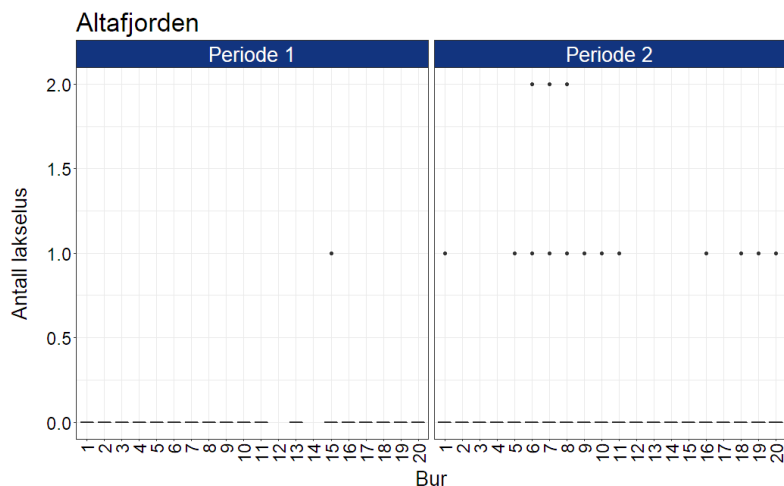 Altafjorden
Periode 1
Periode 2
Antall lakselus
2.0
1.5
1.0
0.5
0.0
1 2 3 4 5 6 7 8 9 10 11 12 13 14 15 16 17 18 19 20
1 2 3 4 5 6 7 8 9 10 11 12 13 14 15 16 17 18 19 20
Bur